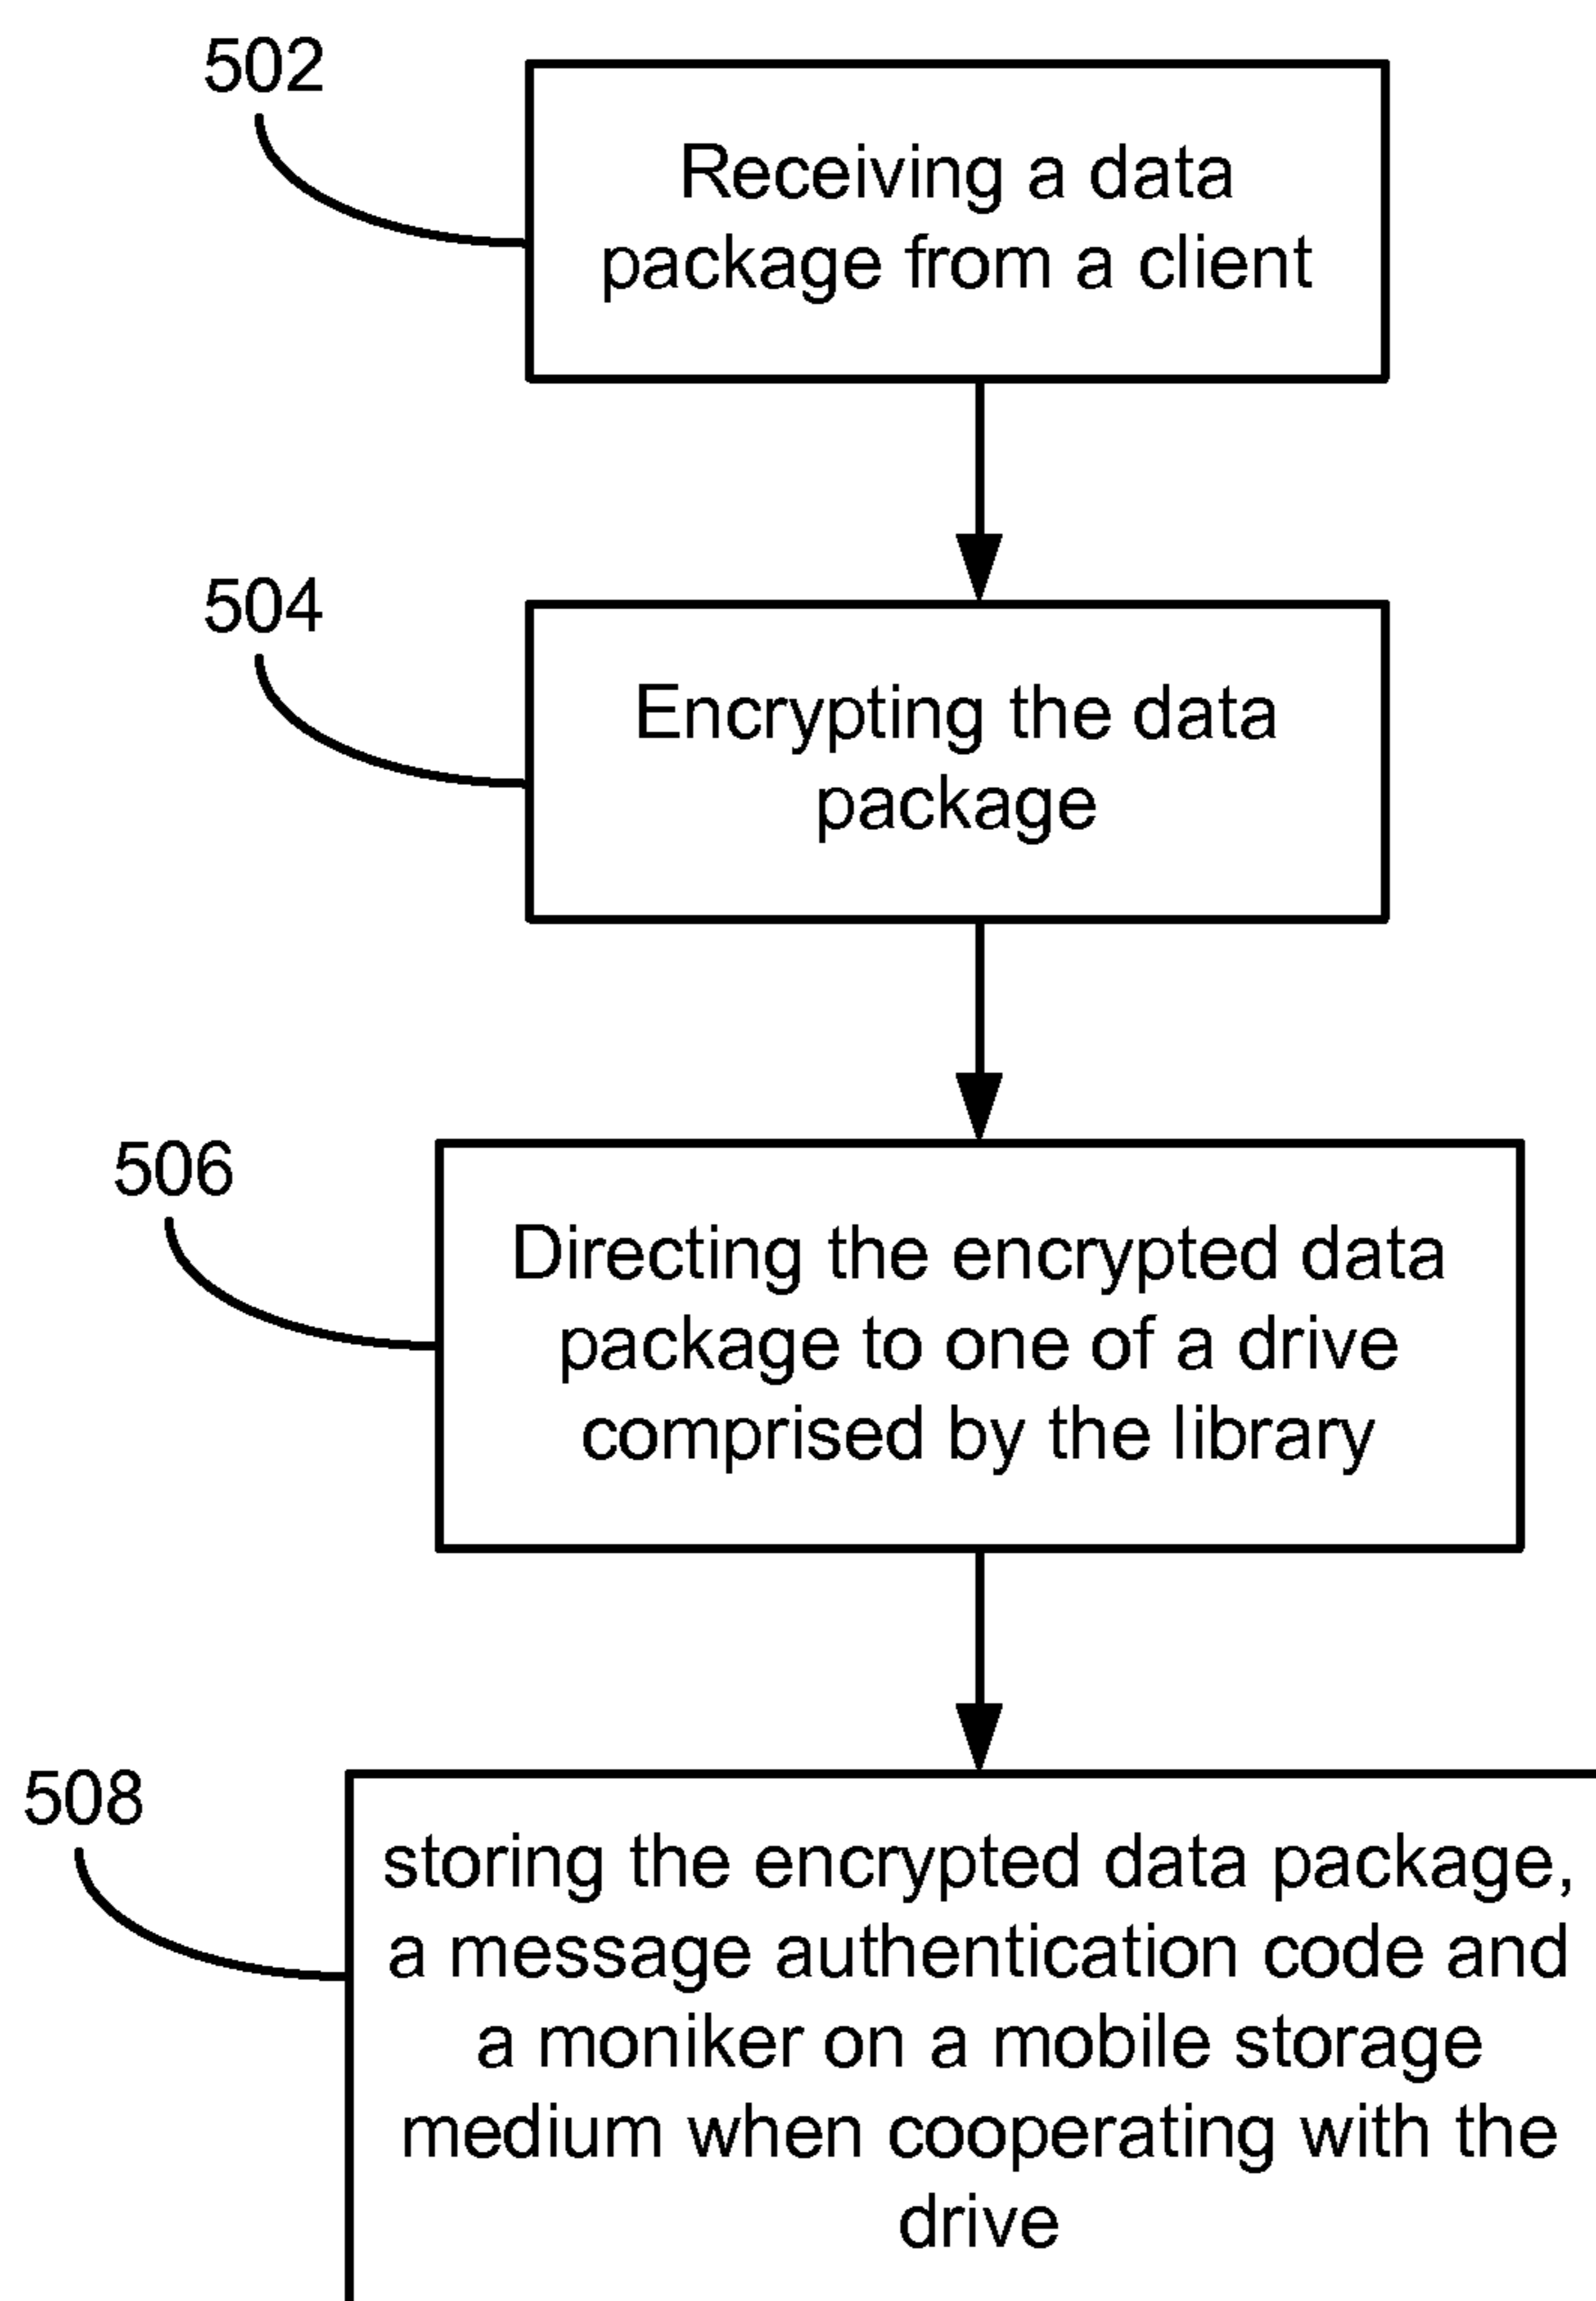 502
Receiving a data
package from a client
504
Encrypting the data
package
506
Directing the encrypted data
package to one of a drive
comprised by the library
508
storing the encrypted data package,
a message authentication code and
a moniker on a mobile storage
medium when cooperating with the
drive